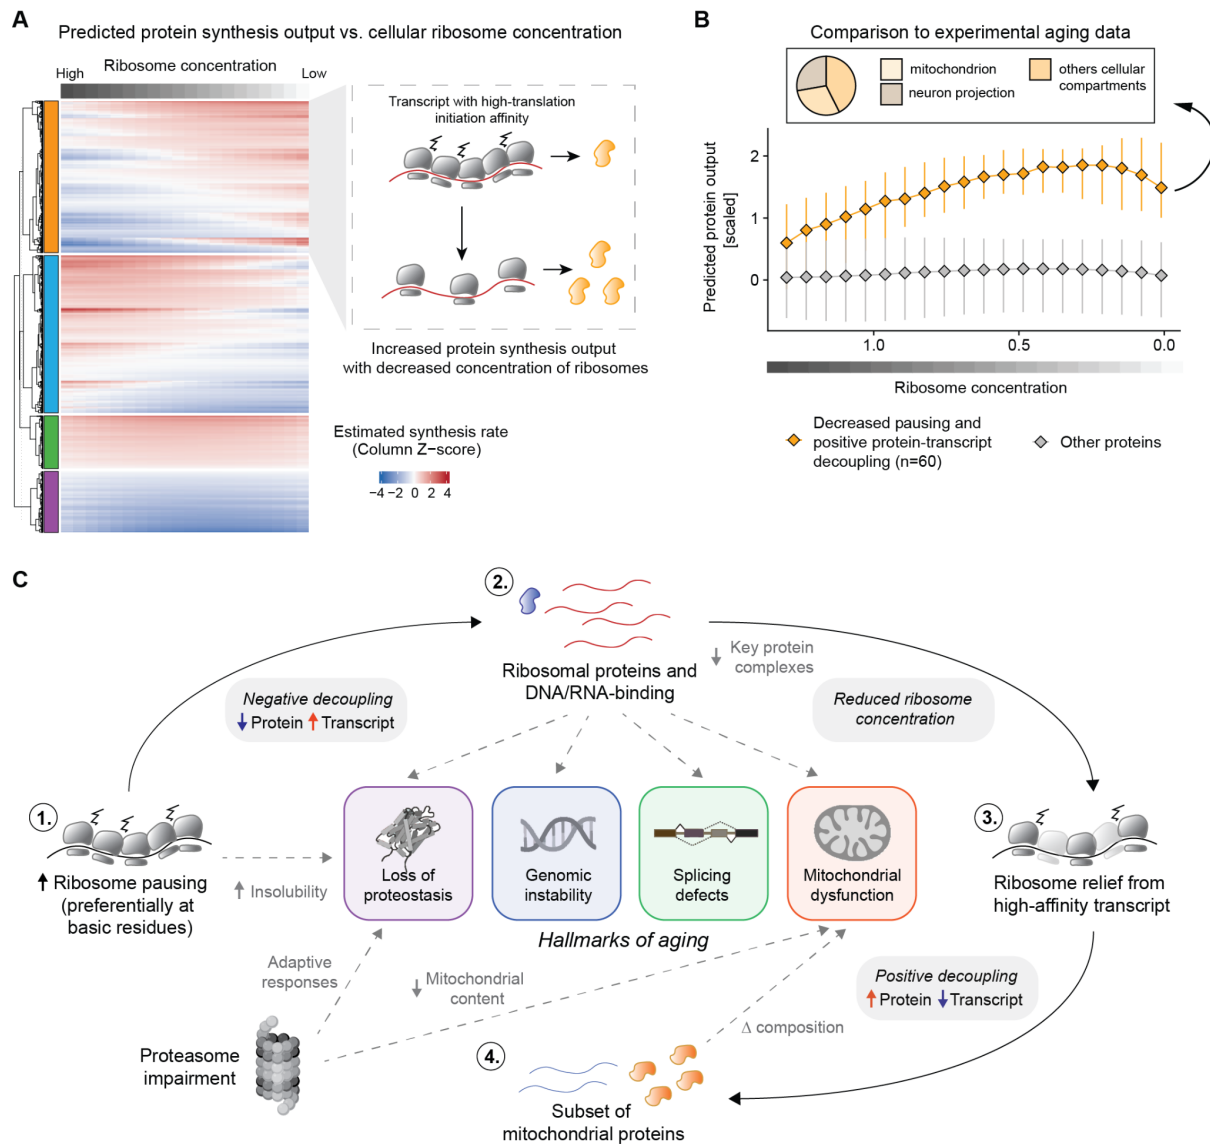 A
Predicted protein synthesis output vs. cellular ribosome concentration
Ribosome concentration
High
Low
Transcript with high-translation
initiation affinity
Increased protein synthesis output
with decreased concentration of ribosomes
Estimated synthesis rate
(Column Z−score)
−4 −2 0 2 4
B
Comparison to experimental aging data
mitochondrion
neuron projection
others cellular
compartments
Predicted protein output
[scaled]
2
1
0
1.0 0.5 0.0
Ribosome concentration
Decreased pausing and
positive protein-transcript
decoupling (n=60)
Other proteins
C
2.
Ribosomal proteins and
DNA/RNA-binding
Key protein
complexes
Negative decoupling
Protein Transcript
Reduced ribosome
concentration
1.
Ribosome pausing
(preferentially at
basic residues)
Insolubility
Loss of
proteostasis
Genomic
instability
Splicing
defects
Mitochondrial
dysfunction
Hallmarks of aging
3.
Ribosome relief from
high-affinity transcript
Adaptive
responses
Mitochondrial
content
Positive decoupling
Protein Transcript
Δ composition
Proteasome
impairment
4.
Subset of
mitochondrial proteins